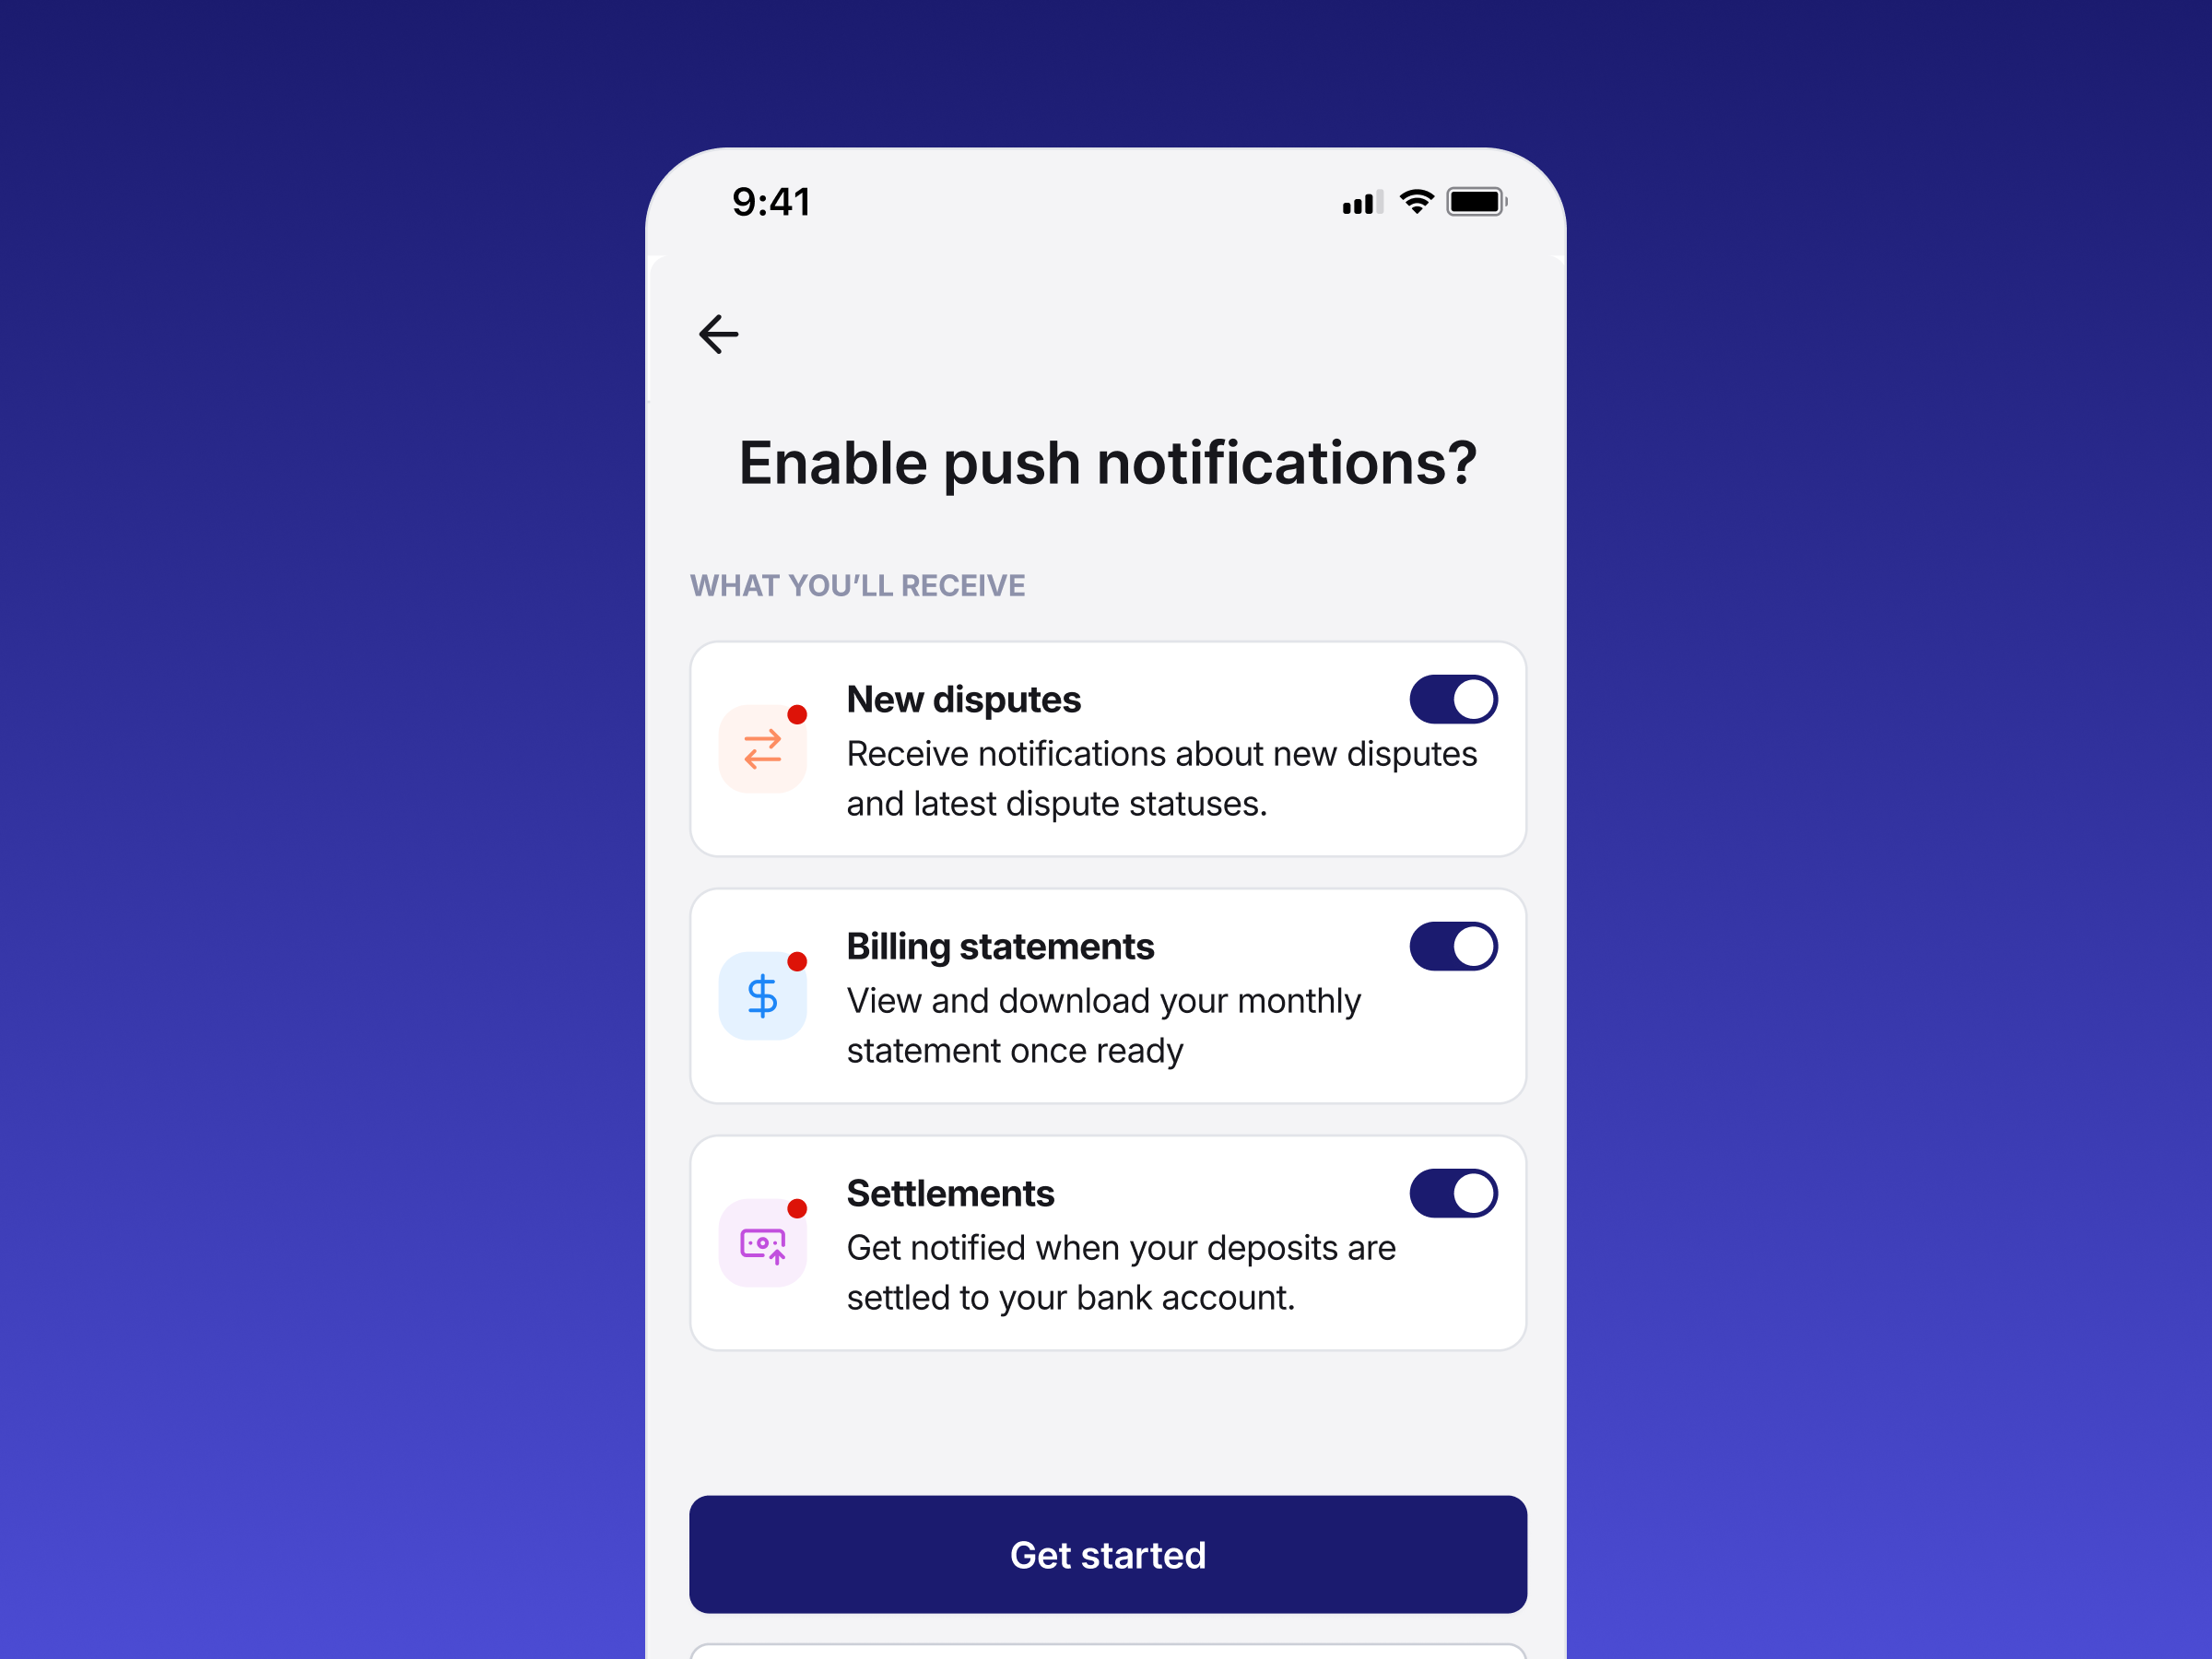 9:41
Enable push notifications?
WHAT YOU’LL RECEIVE
New disputes
Receive notifications about new disputes
and latest dispute statuses.
Billing statements
View and download your monthly
statement once ready
Settlements
Get notified when your deposits are
settled to your bank account.
Get started